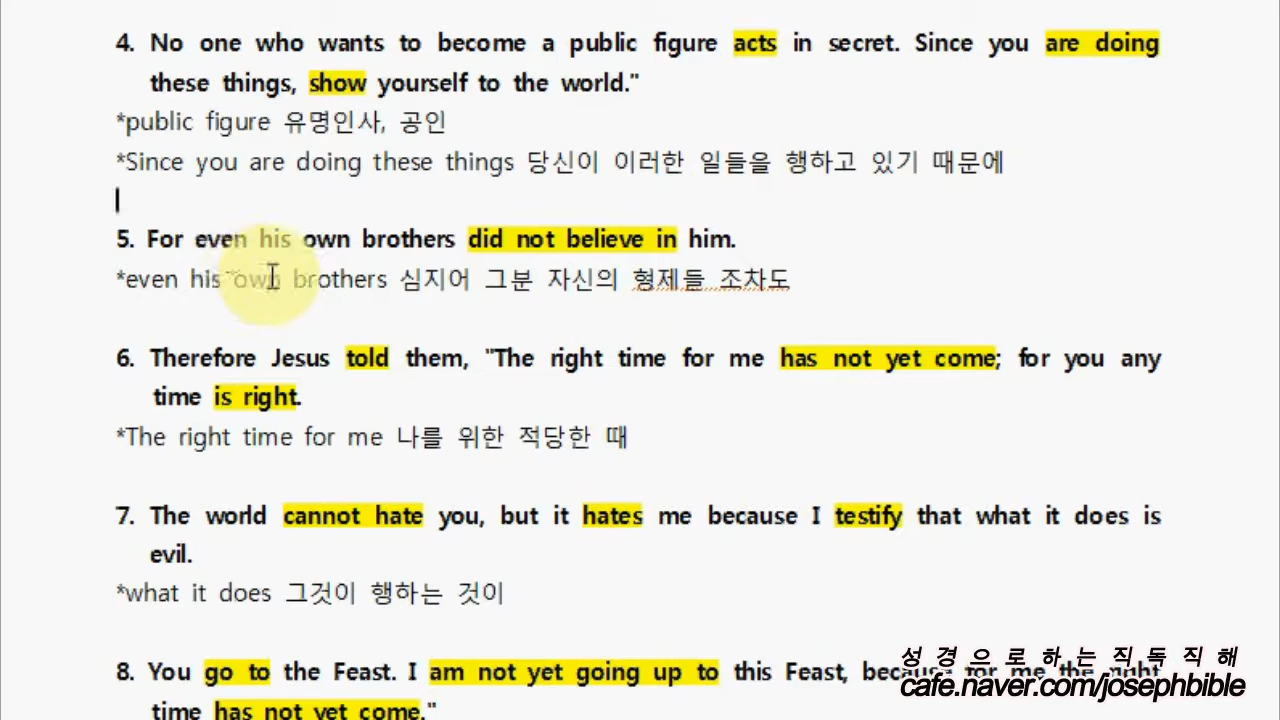 4. No one who wants to become a public figure acts in secret. Since you are doing
these things, show yourself to the world."
*public figure 유명인사, 공인
*Since you are doing these things 당신이 이러한 일들을 행하고 있기 때문에
5. For even his own brothers did not believe in him.
*even his own brothers 심지어 그분 자신의 형제들 조차도
6. Therefore Jesus told them, "The right time for me has not yet come; for you any
time is right.
*The right time for me 나를 위한 적당한 때
7. The world cannot hate you, but it hates me because I testify that what it does is
evil.
*what it does 그것이 행하는 것이
8. You go to the Feast. I am not yet going up to this Feast, because for me the right
time has not yet come."
성경으로하는직독직해
cafe.naver.com/josephbible